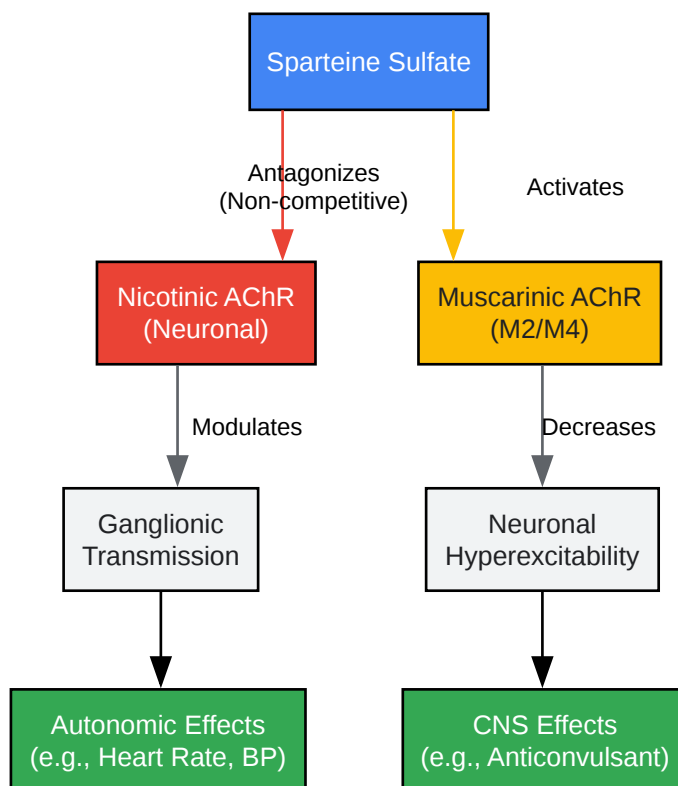 Sparteine Sulfate
Antagonizes
(Non-competitive)
Activates
Nicotinic AChR
(Neuronal)
Muscarinic AChR
(M2/M4)
Modulates
Decreases
Ganglionic
Transmission
Neuronal
Hyperexcitability
Autonomic Effects
(e.g., Heart Rate, BP)
CNS Effects
(e.g., Anticonvulsant)